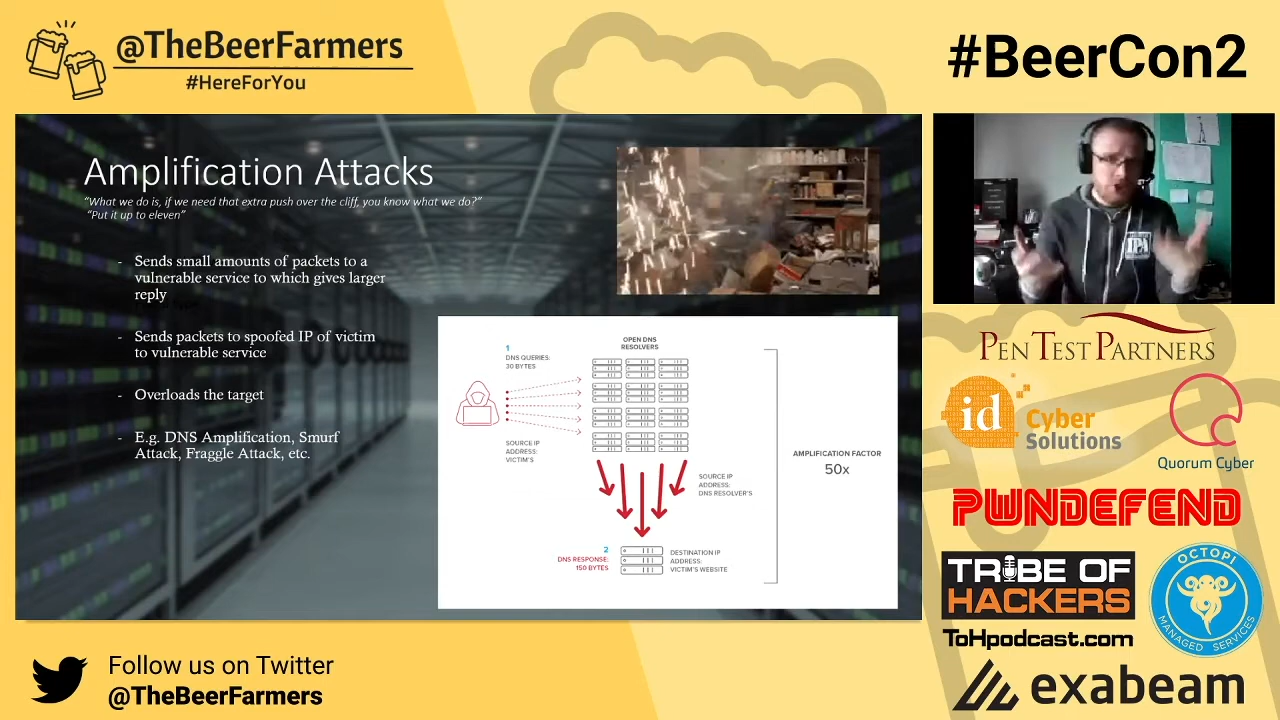 @TheBeerFarmers
#HereForYou
#BeerCon2
Amplification Attacks
"What we do is, if we need that extra push over the cliff, you know what we do?"
"Put it up to eleven"
- Sends small amounts of packets to a
vulnerable service to which gives larger
reply
- Sends packets to spoofed IP of victim
to vulnerable service
- Overloads the target
- E.g. DNS Amplification, Smurf
Attack, Fraggle Attack, etc.
1
DNS QUERIES:
30 BYTES
OPEN DNS
RESOLVERS
SOURCE IP
ADDRESS:
VICTIM'S
SOURCE IP
ADDRESS:
DNS RESOLVER'S
AMPLIFICATION FACTOR
50x
2
DNS RESPONSE:
150 BYTES
DESTINATION IP
ADDRESS:
VICTIM'S WEBSITE
IPA
PEN TEST PARTNERS
id
Cyber
Solutions
Quorum Cyber
PWNDEFEND
TRIBE OF
HACKERS
ToHpodcast.com
OCTOPI
MANAGED SERVICES
exabeam
Follow us on Twitter
@TheBeerFarmers